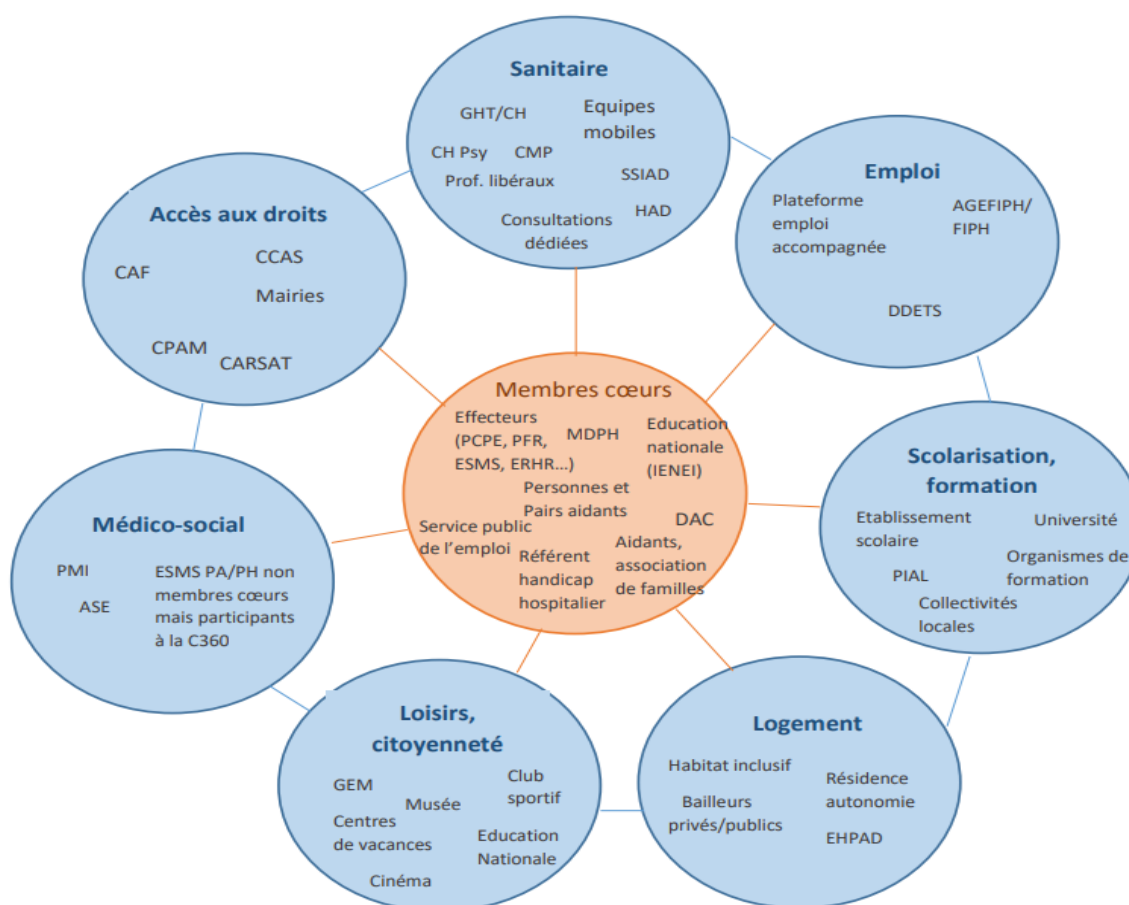 Sanitaire
GHT/CH
Equipes
mobiles
CH Psy
CMP
Prof. libéraux
SSIAD
HAD
Consultations
dédiées
Emploi
Plateforme
emploi
accompagnée
AGEFIPH/
FIPH
DDETS
Accès aux droits
CAF
CCAS
Mairies
CPAM
CARSAT
Membres cœurs
Effecteurs
(PCPE, PFR,
ESMS, ERHR...)
MDPH
Education
nationale
(IENEI)
Personnes et
Pairs aidants
DAC
Service public
de l'emploi
Référent
handicap
hospitalier
Aidants,
association
de familles
Scolarisation,
formation
Etablissement
scolaire
Université
PIAL
Organismes de
formation
Collectivités
locales
Médico-social
PMI
ASE
ESMS PA/PH non
membres cœurs
mais participants
à la C360
Loisirs,
citoyenneté
GEM
Musée
Club
sportif
Centres
de vacances
Education
Nationale
Cinéma
Logement
Habitat inclusif
Résidence
autonomie
Bailleurs
privés/publics
EHPAD